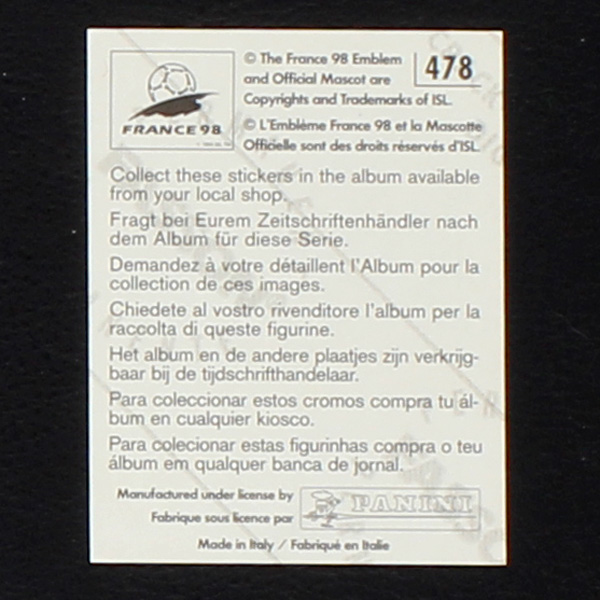 © The France 98 Emblem
and Official Mascot are
Copyrights and Trademarks of ISL.
478
© L'Emblème France 98 et la Mascotte
Officielle sont des droits réservés d'ISL.
FRANCE 98
Collect these stickers in the album available
from your local shop.
Fragt bei Eurem Zeitschriftenhändler nach
dem Album für diese Serie.
Demandez à votre détaillent l'Album pour la
collection de ces images.
Chiedete al vostro rivenditore l'album per la
raccolta di queste figurine.
Het album en de andere plaatjes zijn verkrijg-
baar bij de tijdschrifthandelaar.
Para coleccionar estos cromos compra tu ál-
bum en cualquier kiosco.
Para colecionar estas figurinhas compra o teu
álbum em qualquer banca de jornal.
Manufactured under license by
Fabrique sous licence par
PANINI
Made in Italy / Fabriqué en Italie